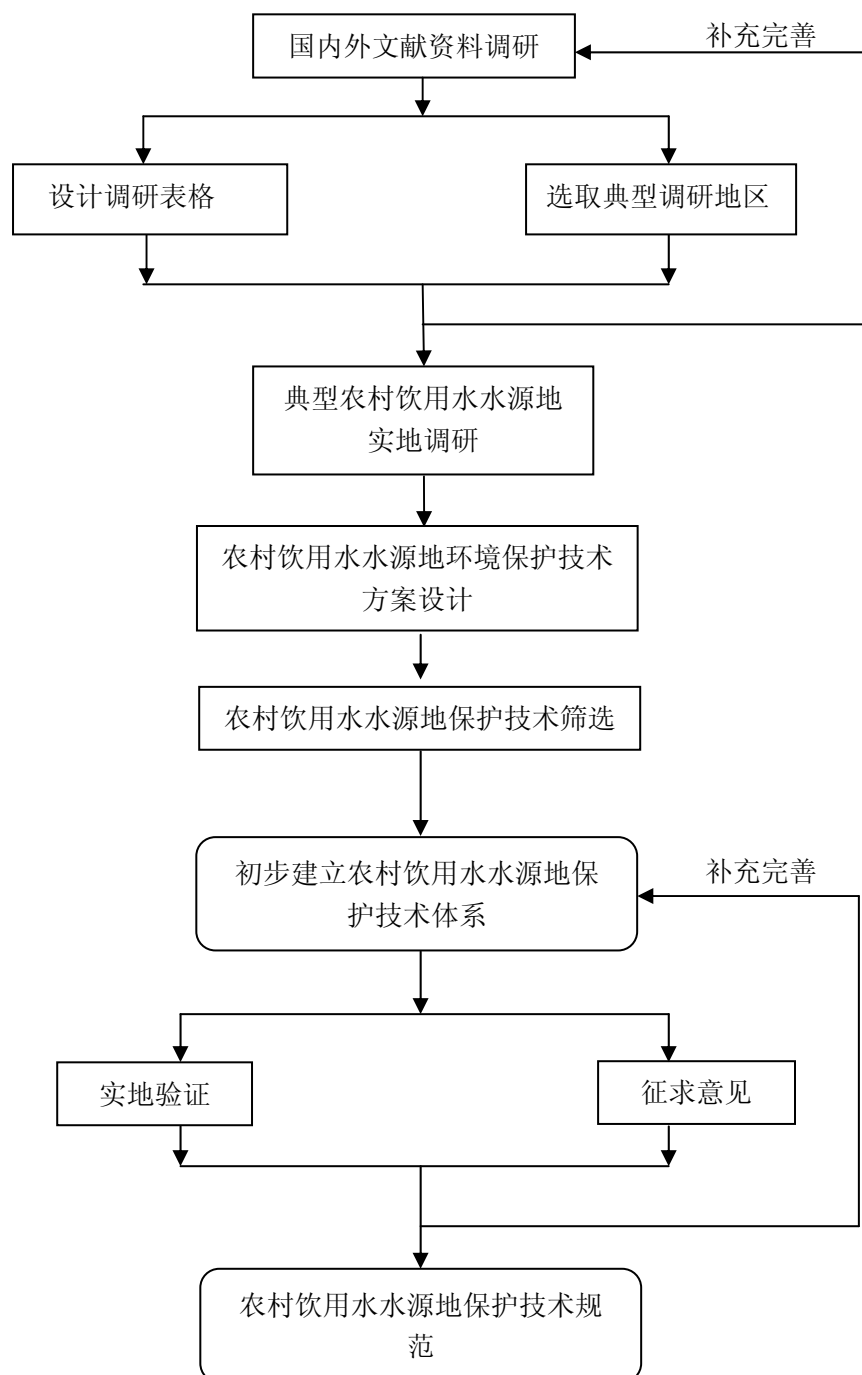 国内外文献资料调研
补充完善
设计调研表格
选取典型调研地区
典型农村饮用水水源地
实地调研
农村饮用水水源地环境保护技术
方案设计
农村饮用水水源地保护技术筛选
初步建立农村饮用水水源地保
护技术体系
补充完善
实地验证
征求意见
农村饮用水水源地保护技术规
范